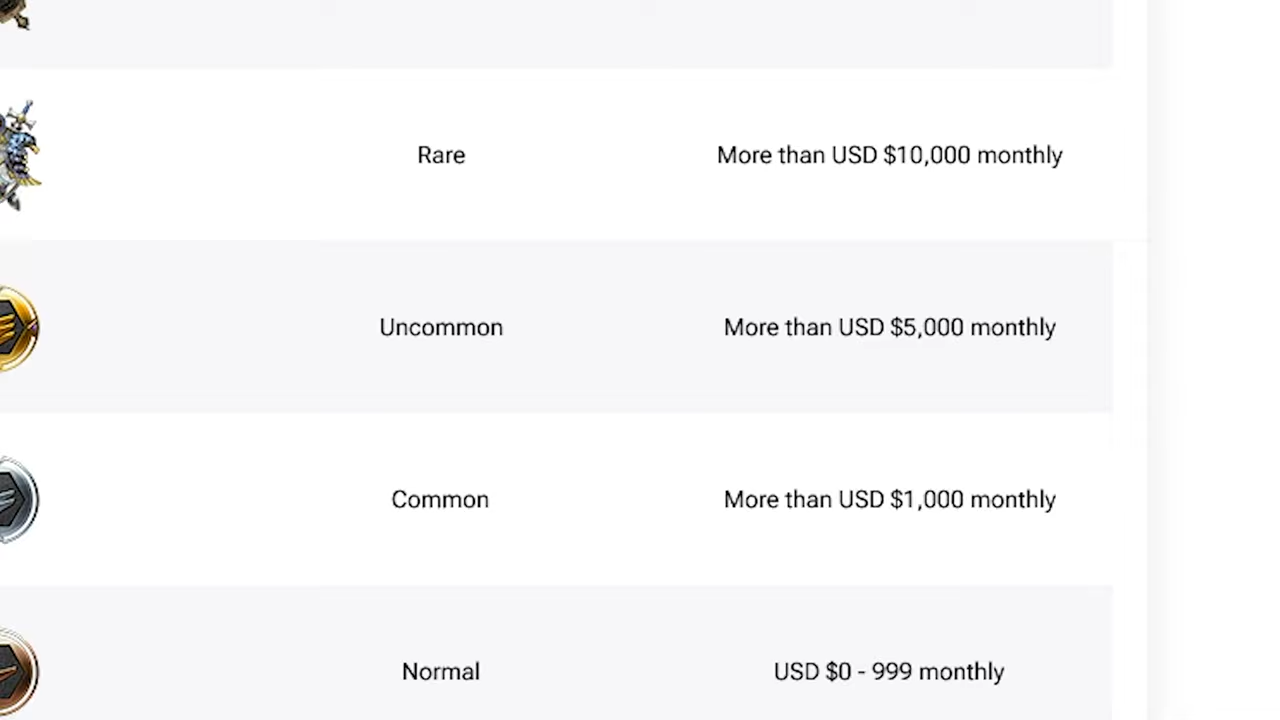 Rare More than USD $10,000 monthly
Uncommon More than USD $5,000 monthly
Common More than USD $1,000 monthly
Normal USD $0 - 999 monthly